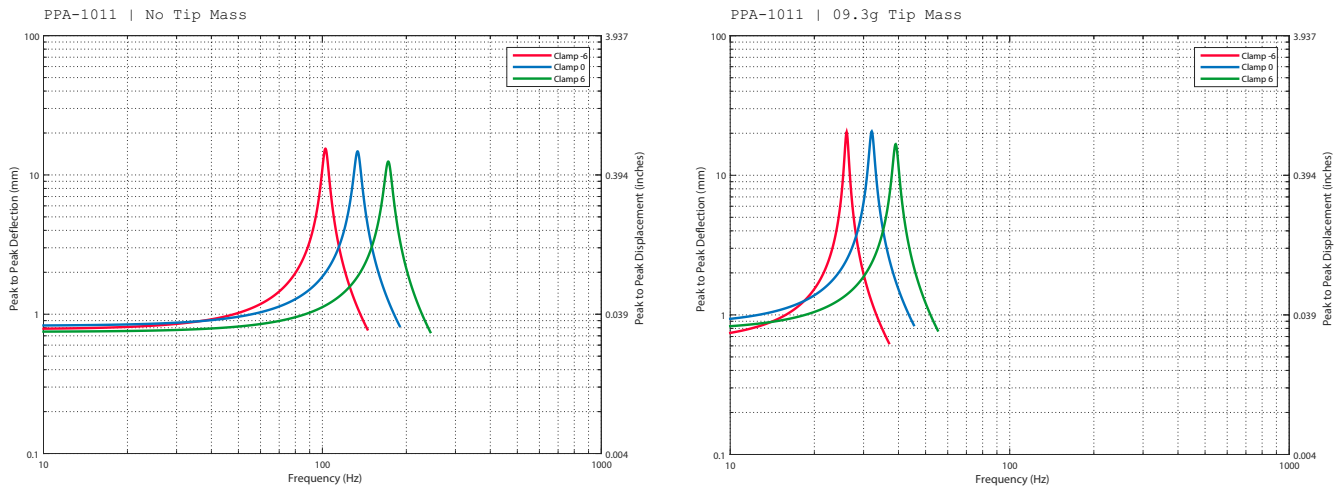 PPA-1011 | No Tip Mass
100
10
1
0.1
Peak to Peak Deflection (mm)
Clamp -6
Clamp 0
Clamp 6
3.937
0.394
0.039
0.004
Peak to Peak Displacement (inches)
10
100
1000
Frequency (Hz)
PPA-1011 | 09.3g Tip Mass
100
10
1
0.1
Peak to Peak Deflection (mm)
Clamp -6
Clamp 0
Clamp 6
3.937
0.394
0.039
0.004
Peak to Peak Displacement (inches)
10
100
1000
Frequency (Hz)